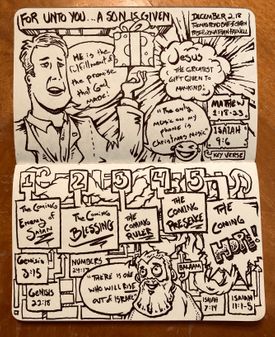 FOR UNTO YOU... A SON IS GIVEN
DECEMBER 2, 18
HE IS THE
FULFILLMENT OF
THE PROMISE
THAT GOD
MADE!
JESUS:
THE GREATEST
GIFT GIVEN TO
MANKIND!
"THE ONLY
MUSIC ON MY
PHONE IS
CHRISTMAS MUSIC"
MATHEW
2:18-23
ISAIAH
9:6
KEY VERSE
1
2
3
4
5
THE COMING
ENEMY OF
SATAN
THE COMING
BLESSING
THE
COMING
RULER
THE
COMING
PRESENCE
THE
COMING
HOPE!
GENESIS
3:15
GENESIS
22:18
NUMBERS
24:17
"THERE IS ONE
WHO WILL RISE
OUT OF ISRAEL"
BALAAM
ISAIAH
7:14
ISAIAH
11:1-5